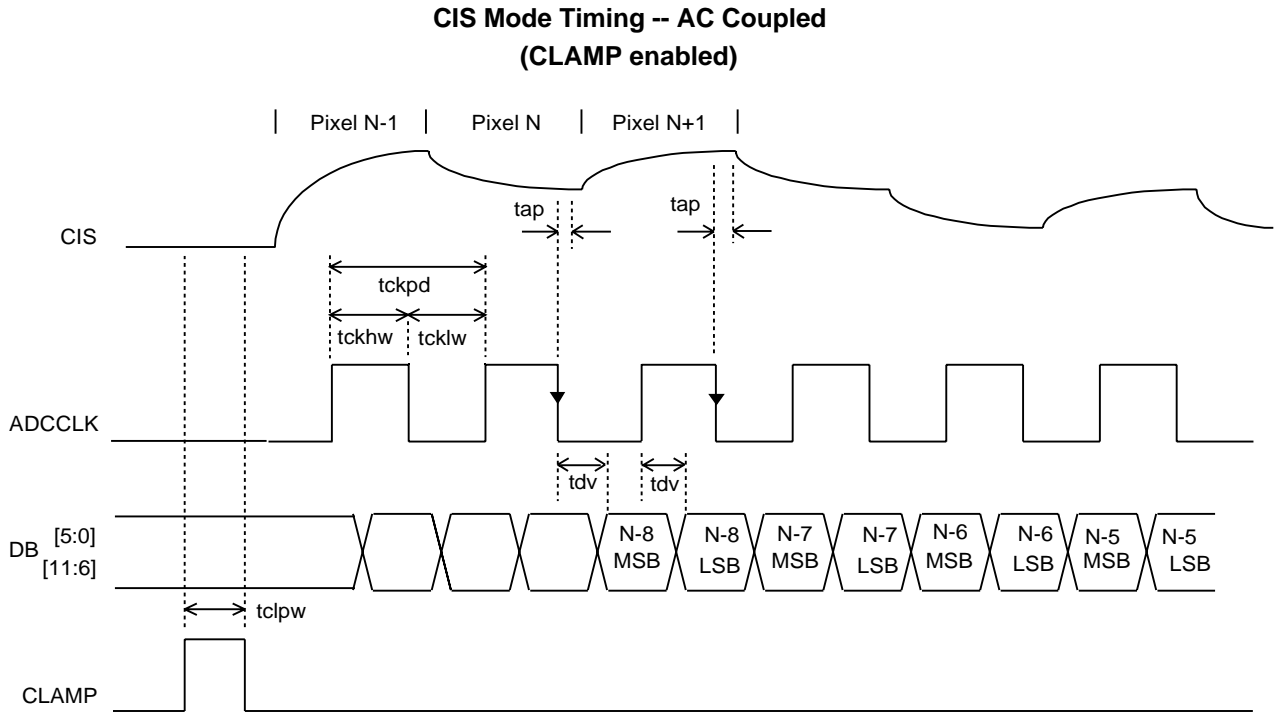 CIS Mode Timing -- AC Coupled
(CLAMP enabled)
Pixel N-1
Pixel N
Pixel N+1
tap
tap
CIS
tckpd
tckhw
tcklw
ADCCLK
tdv
tdv
DB [5:0]
[11:6]
N-8
MSB
N-8
LSB
N-7
MSB
N-7
LSB
N-6
MSB
N-6
LSB
N-5
MSB
N-5
LSB
tclpw
CLAMP